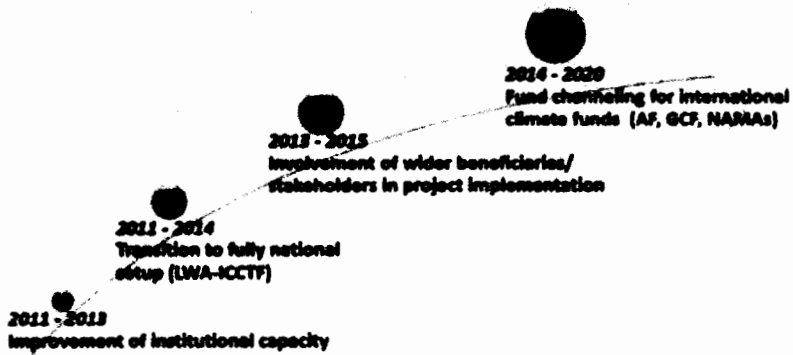 2014 - 2020
Fund channeling for international
climate funds (AF, GCF, NAMAs)
2013 - 2015
Involvement of wider beneficiaries/
stakeholders in project implementation
2011 - 2014
Transition to fully national
setup (LWA-ICCTF)
2011 - 2013
Improvement of institutional capacity